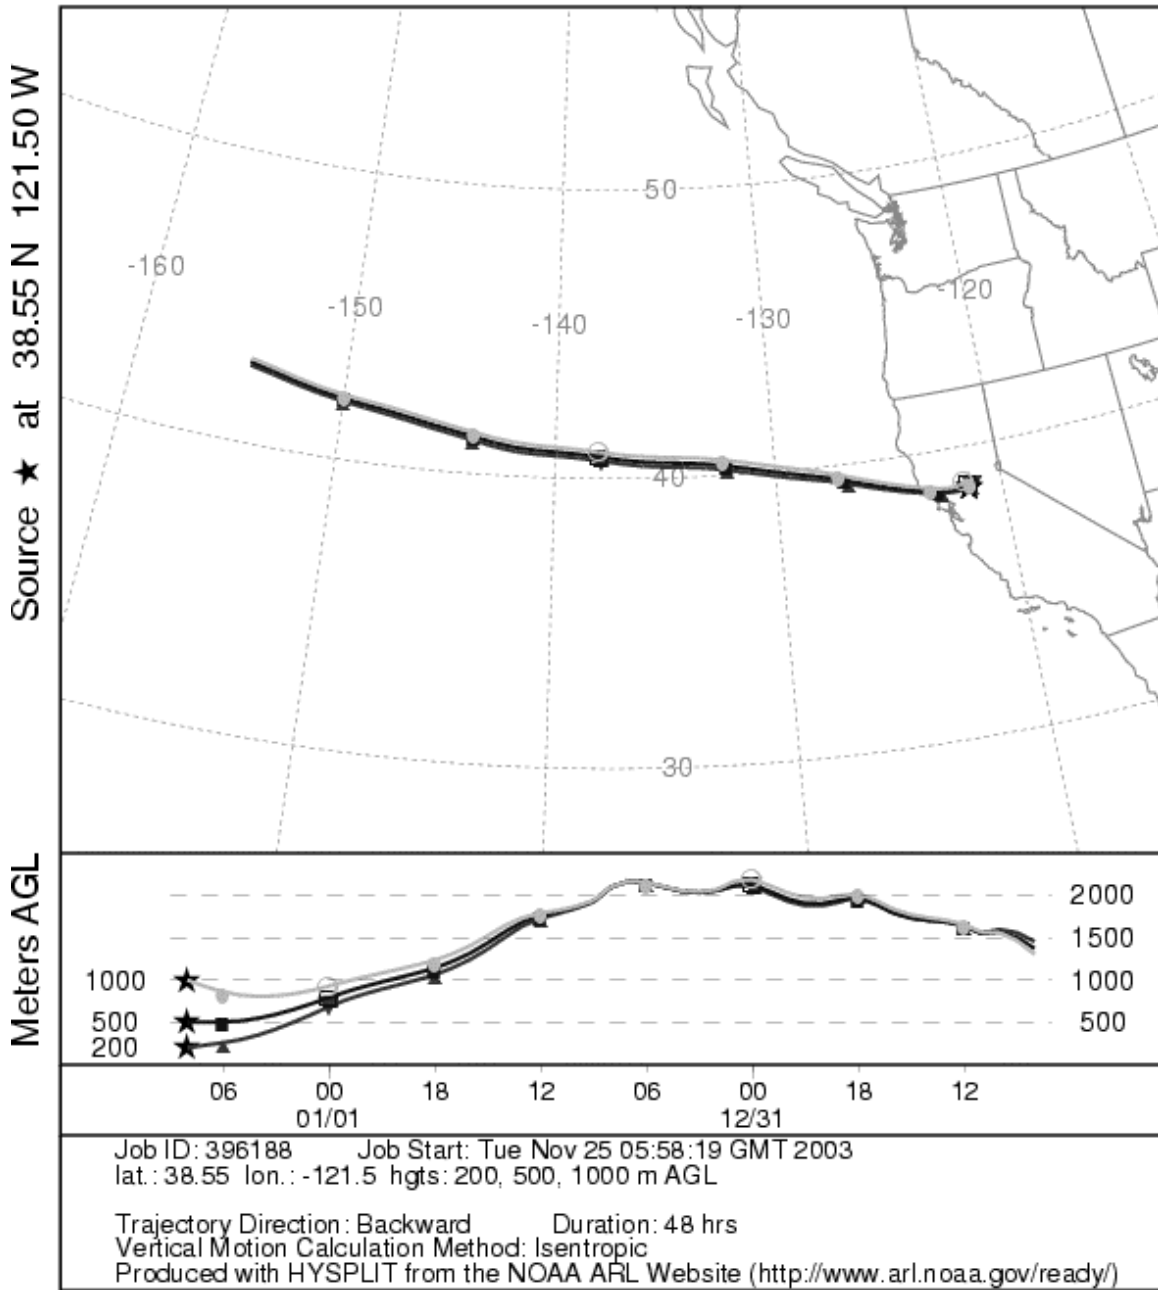 Source ★ at 38.55 N 121.50 W
50
-160
-150
-140
-130
-120
40
30
Meters AGL
2000
1500
1000 1000
500 500
200
06 00 18 12 06 00 18 12
01/01 12/31
Job ID: 396188 Job Start: Tue Nov 25 05:58:19 GMT 2003
lat.: 38.55 lon.: -121.5 hgts: 200, 500, 1000 m AGL
Trajectory Direction: Backward Duration: 48 hrs
Vertical Motion Calculation Method: Isentropic
Produced with HYSPLIT from the NOAA ARL Website (http://www.arl.noaa.gov/ready/)